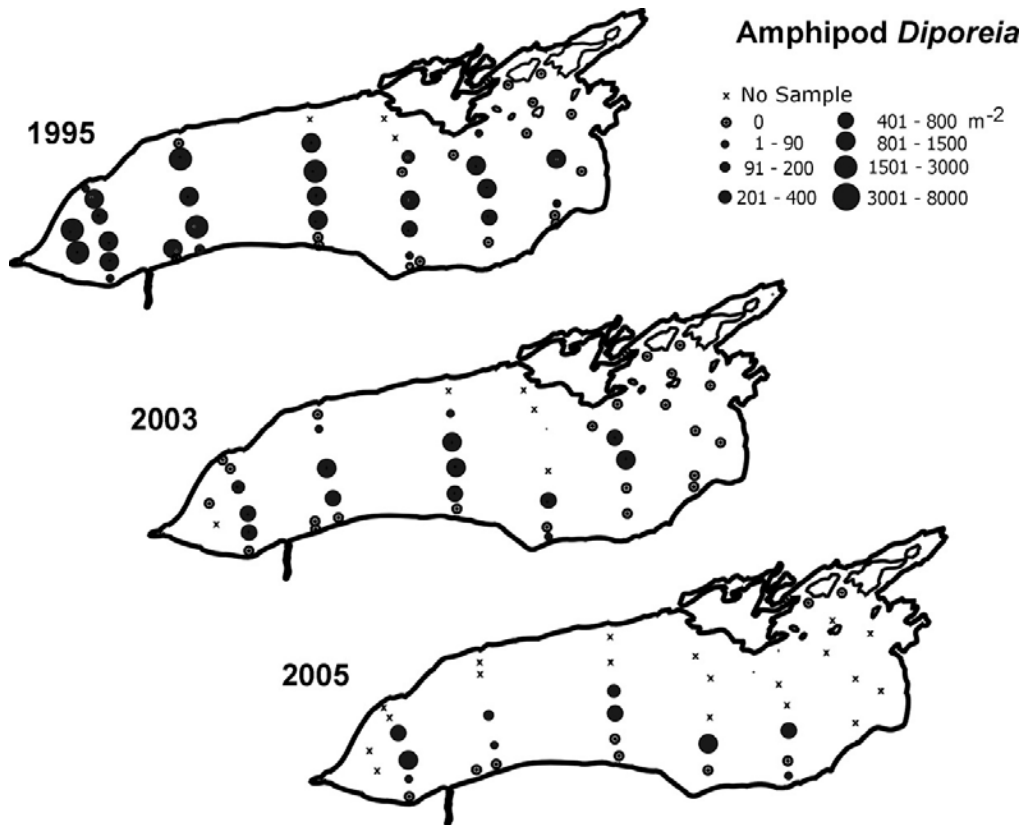 Amphipod Diporeia
x No Sample
0
1 - 90
91 - 200
201 - 400
401 - 800 m-2
801 - 1500
1501 - 3000
3001 - 8000
1995
2003
2005